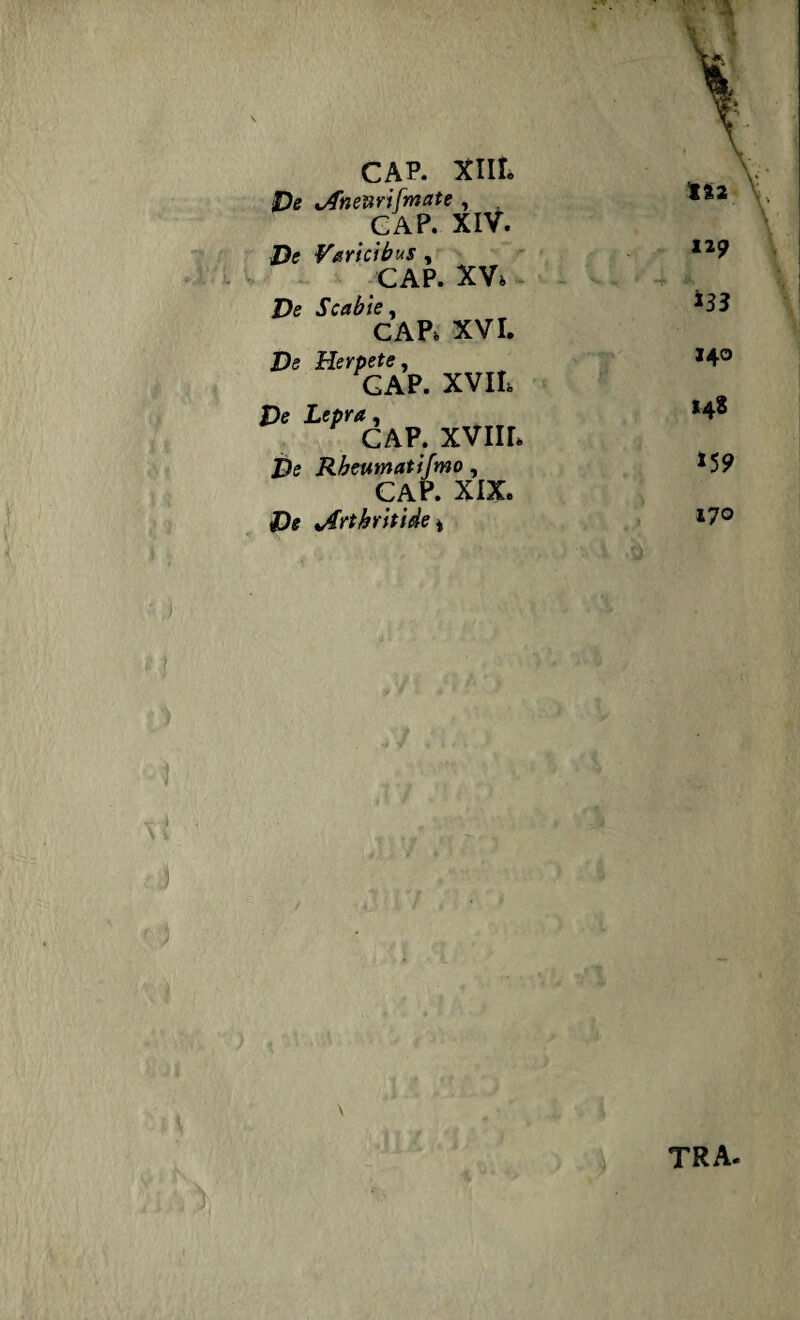 CAP. XIII.
De Aneuriſmate, 122
CAP. XIV.
De Varicibus, 129
CAP. XV.
De Scabie, 133
CAP. XVI.
De Herpete, 140
CAP. XVII.
De Lepra, 148
CAP. XVIII.
De Rheumatiſmo, 159
CAP. XIX.
De Arthritide, 170
TRA-